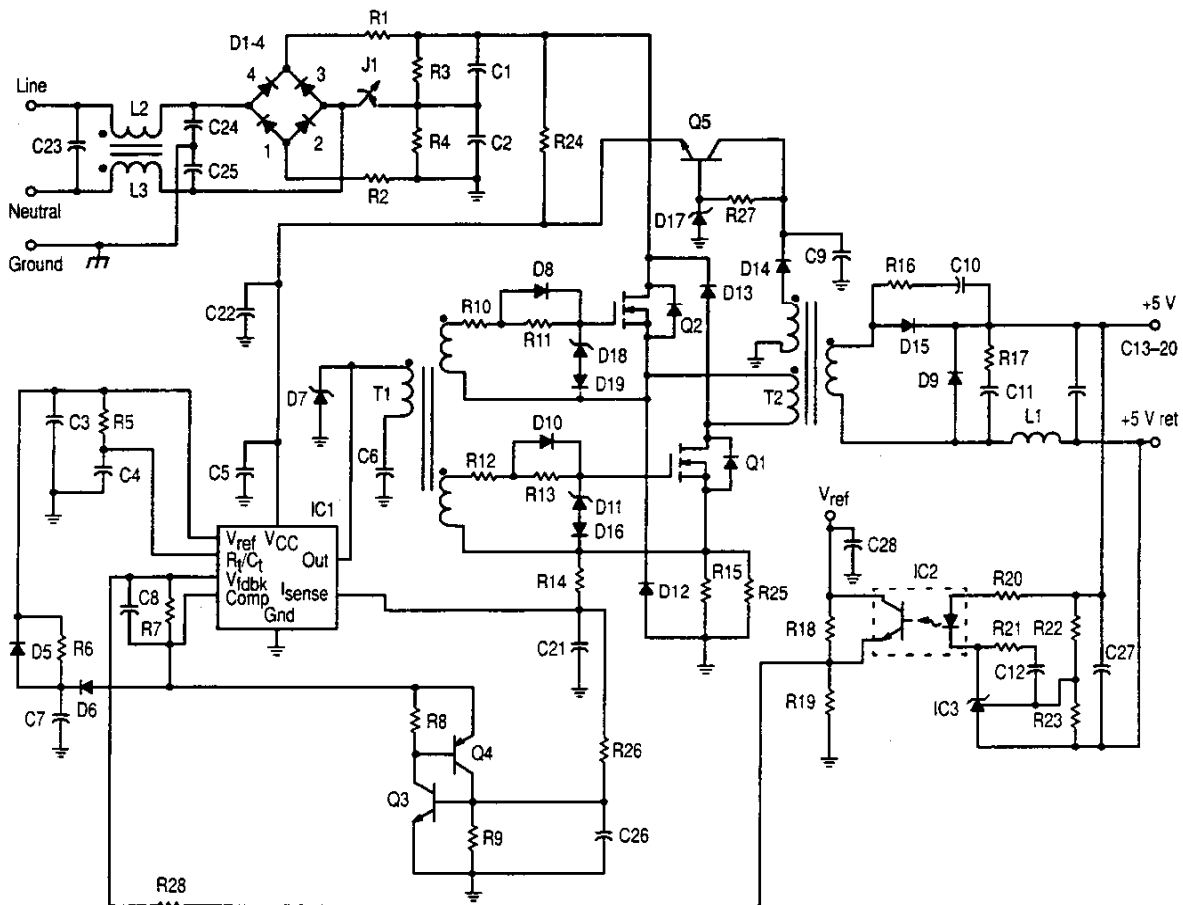 R1
D1-4
J1
4
3
R3
C1
Line
L2
C24
C23
R4
C2
R24
Q5
1
2
C25
L3
R2
Neutral
D17
R27
Ground
D14
C9
R16
C10
D8
D13
+5 V
C22
R10
Q2
R11
D15
C13–20
D18
R17
D7
T1
D19
T2
D9
C11
C3
R5
L1
+5 V ret
D10
C4
C5
C6
R12
Q1
R13
D11
Vref
IC1
D16
Vref
VCC
C28
Rt/Ct
Out
Vfdbk
R14
R15
IC2
Comp
Isense
D12
R25
R20
C8
R7
Gnd
R18
R21
R22
D5
R6
C21
C12
C27
C7
D6
R19
IC3
R23
R8
Q4
R26
Q3
R9
C26
R28